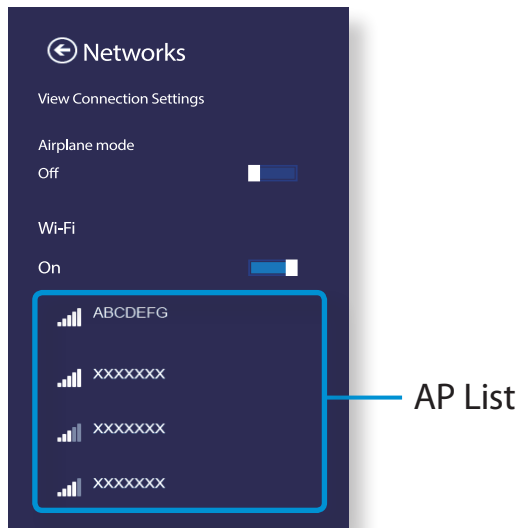 Networks
View Connection Settings
Airplane mode
Off
Wi-Fi
On
ABCDEFG
XXXXXXX
AP List
XXXXXXX
XXXXXXX